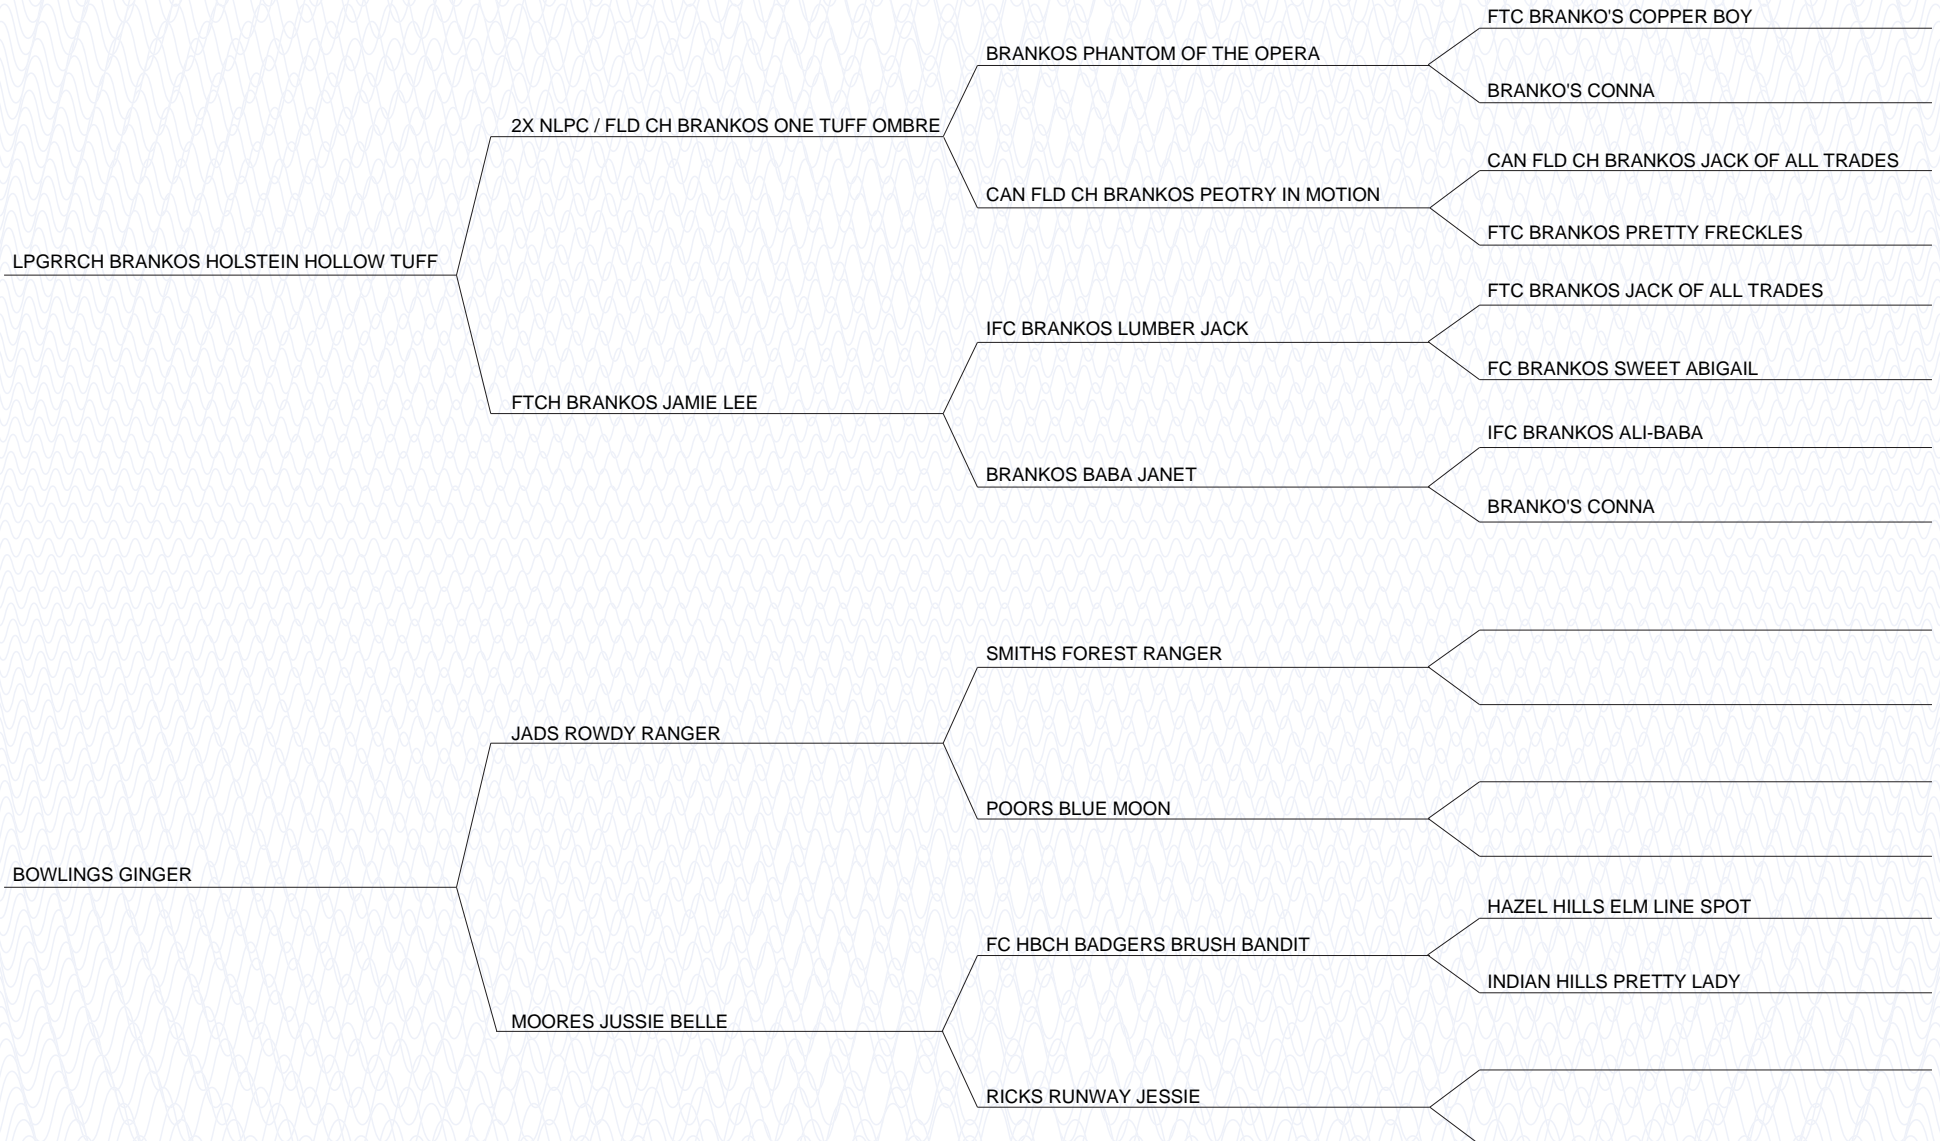 FTC BRANKO'S COPPER BOY
BRANKOS PHANTOM OF THE OPERA
BRANKO'S CONNA
2X NLPC / FLD CH BRANKOS ONE TUFF OMBRE
CAN FLD CH BRANKOS JACK OF ALL TRADES
CAN FLD CH BRANKOS PEOTRY IN MOTION
FTC BRANKOS PRETTY FRECKLES
LPGRRCH BRANKOS HOLSTEIN HOLLOW TUFF
FTC BRANKOS JACK OF ALL TRADES
IFC BRANKOS LUMBER JACK
FC BRANKOS SWEET ABIGAIL
FTCH BRANKOS JAMIE LEE
IFC BRANKOS ALI-BABA
BRANKOS BABA JANET
BRANKO'S CONNA
SMITHS FOREST RANGER
JADS ROWDY RANGER
POORS BLUE MOON
BOWLINGS GINGER
HAZEL HILLS ELM LINE SPOT
FC HBCH BADGERS BRUSH BANDIT
INDIAN HILLS PRETTY LADY
MOORES JUSSIE BELLE
RICKS RUNWAY JESSIE